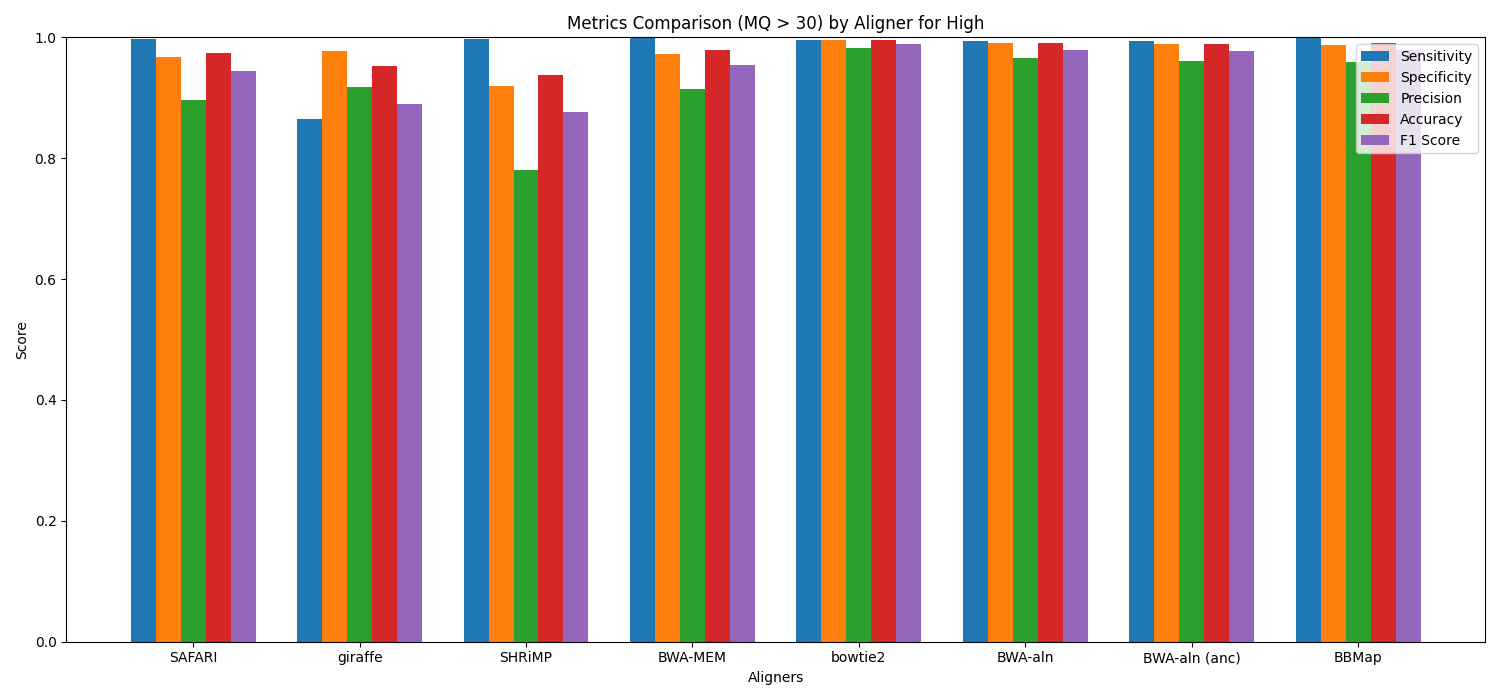 Metrics Comparison (MQ > 30) by Aligner for High
1.0
0.8
0.6
0.4
0.2
0.0
Score
Sensitivity
Specificity
Precision
Accuracy
F1 Score
SAFARI giraffe SHRiMP BWA-MEM bowtie2 BWA-aln BWA-aln (anc) BBMap
Aligners